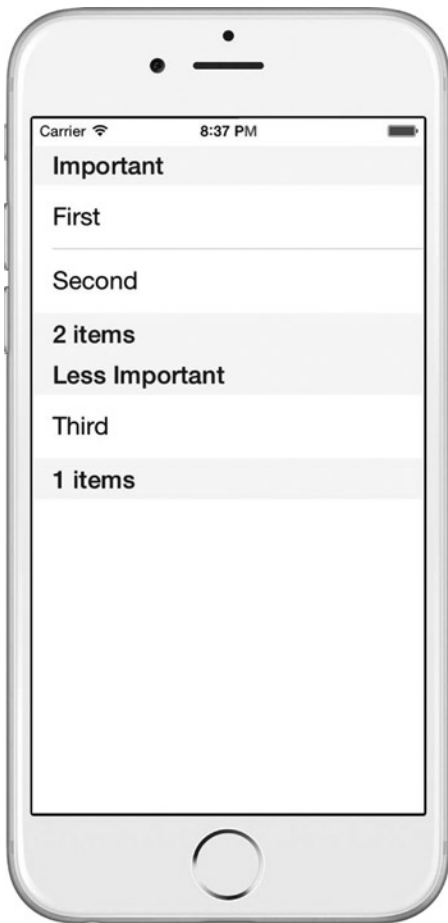 Carrier 8:37 PM
Important
First
Second
2 items
Less Important
Third
1 items